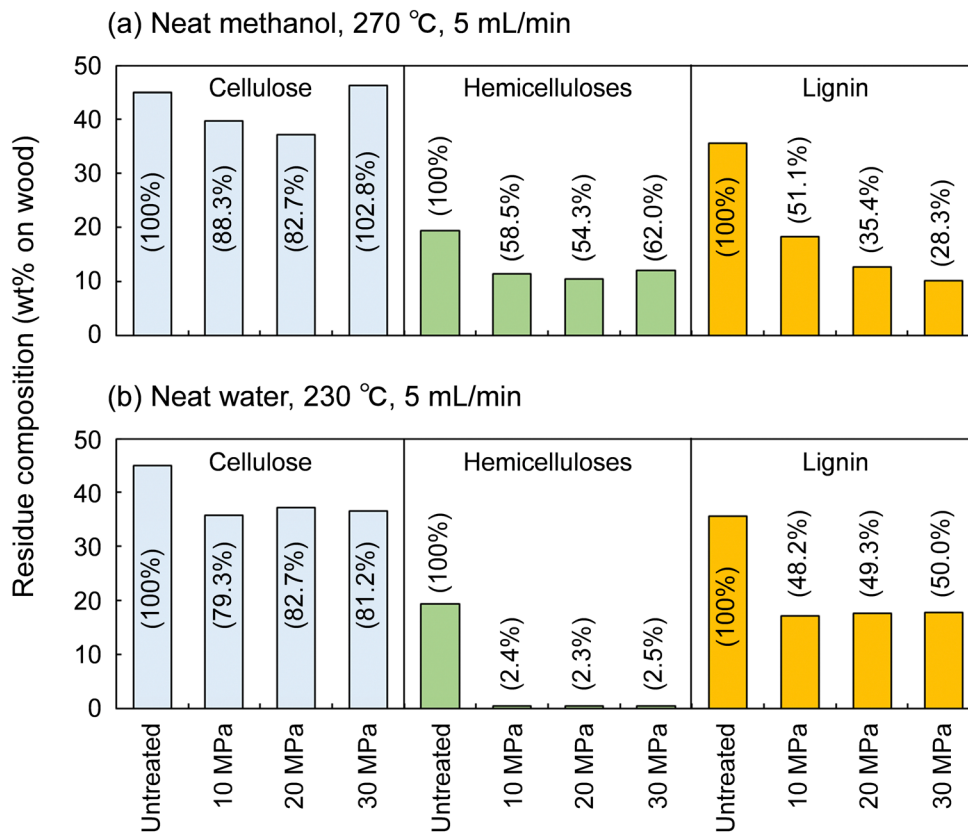 (a) Neat methanol, 270 ℃, 5 mL/min
Residue composition (wt% on wood)
50
40
30
20
10
0
Cellulose
Hemicelluloses
Lignin
(100%)
(88.3%)
(82.7%)
(102.8%)
(100%)
(58.5%)
(54.3%)
(62.0%)
(100%)
(51.1%)
(35.4%)
(28.3%)
(b) Neat water, 230 ℃, 5 mL/min
50
40
30
20
10
0
Cellulose
Hemicelluloses
Lignin
(100%)
(79.3%)
(82.7%)
(81.2%)
(100%)
(2.4%)
(2.3%)
(2.5%)
(100%)
(48.2%)
(49.3%)
(50.0%)
Untreated
10 MPa
20 MPa
30 MPa
Untreated
10 MPa
20 MPa
30 MPa
Untreated
10 MPa
20 MPa
30 MPa